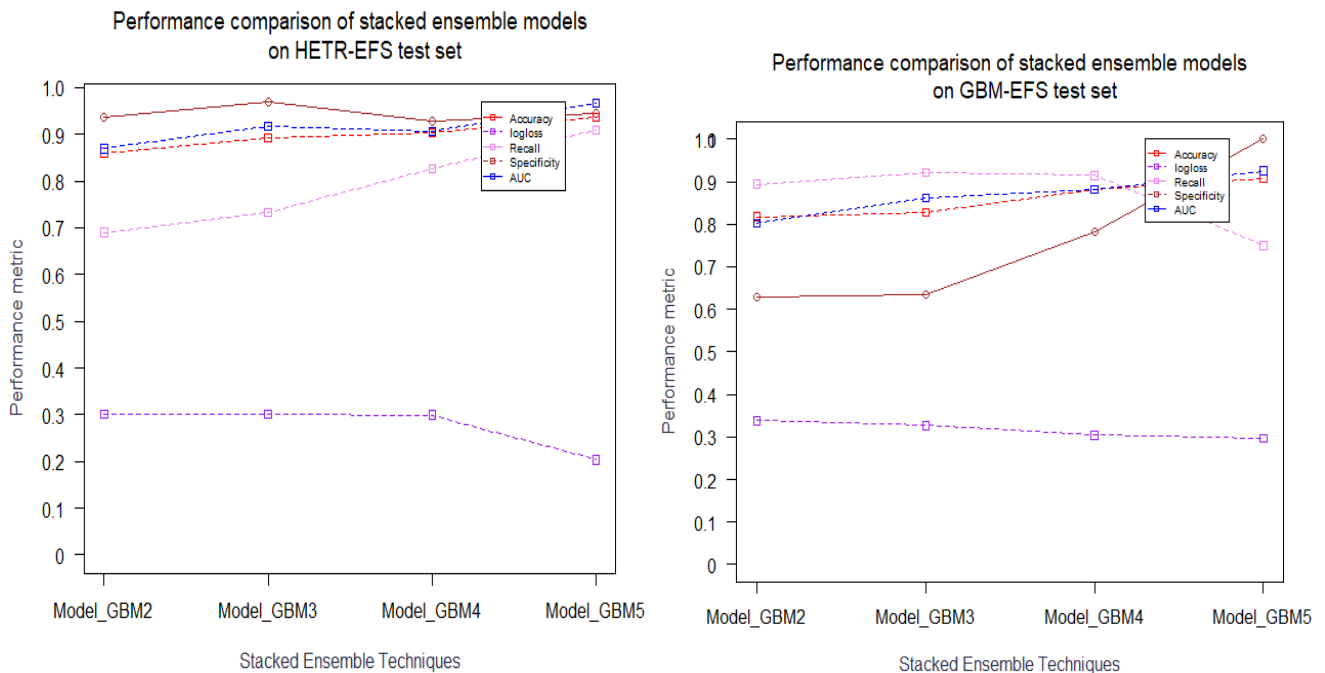 Performance comparison of stacked ensemble models
on HETR-EFS test set
1.0
0.9
0.8
0.7
0.6
0.5
0.4
0.3
0.2
0.1
0
Performance metric
Accuracy
logloss
Recall
Specificity
AUC
Model_GBM2
Model_GBM3
Model_GBM4
Model_GBM5
Stacked Ensemble Techniques
Performance comparison of stacked ensemble models
on GBM-EFS test set
0.9
0.8
0.7
0.6
0.5
0.4
0.3
0.2
0.1
0
Performance metric
Accuracy
logloss
Recall
Specificity
AUC
Model_GBM2
Model_GBM3
Model_GBM4
Model_GBM5
Stacked Ensemble Techniques